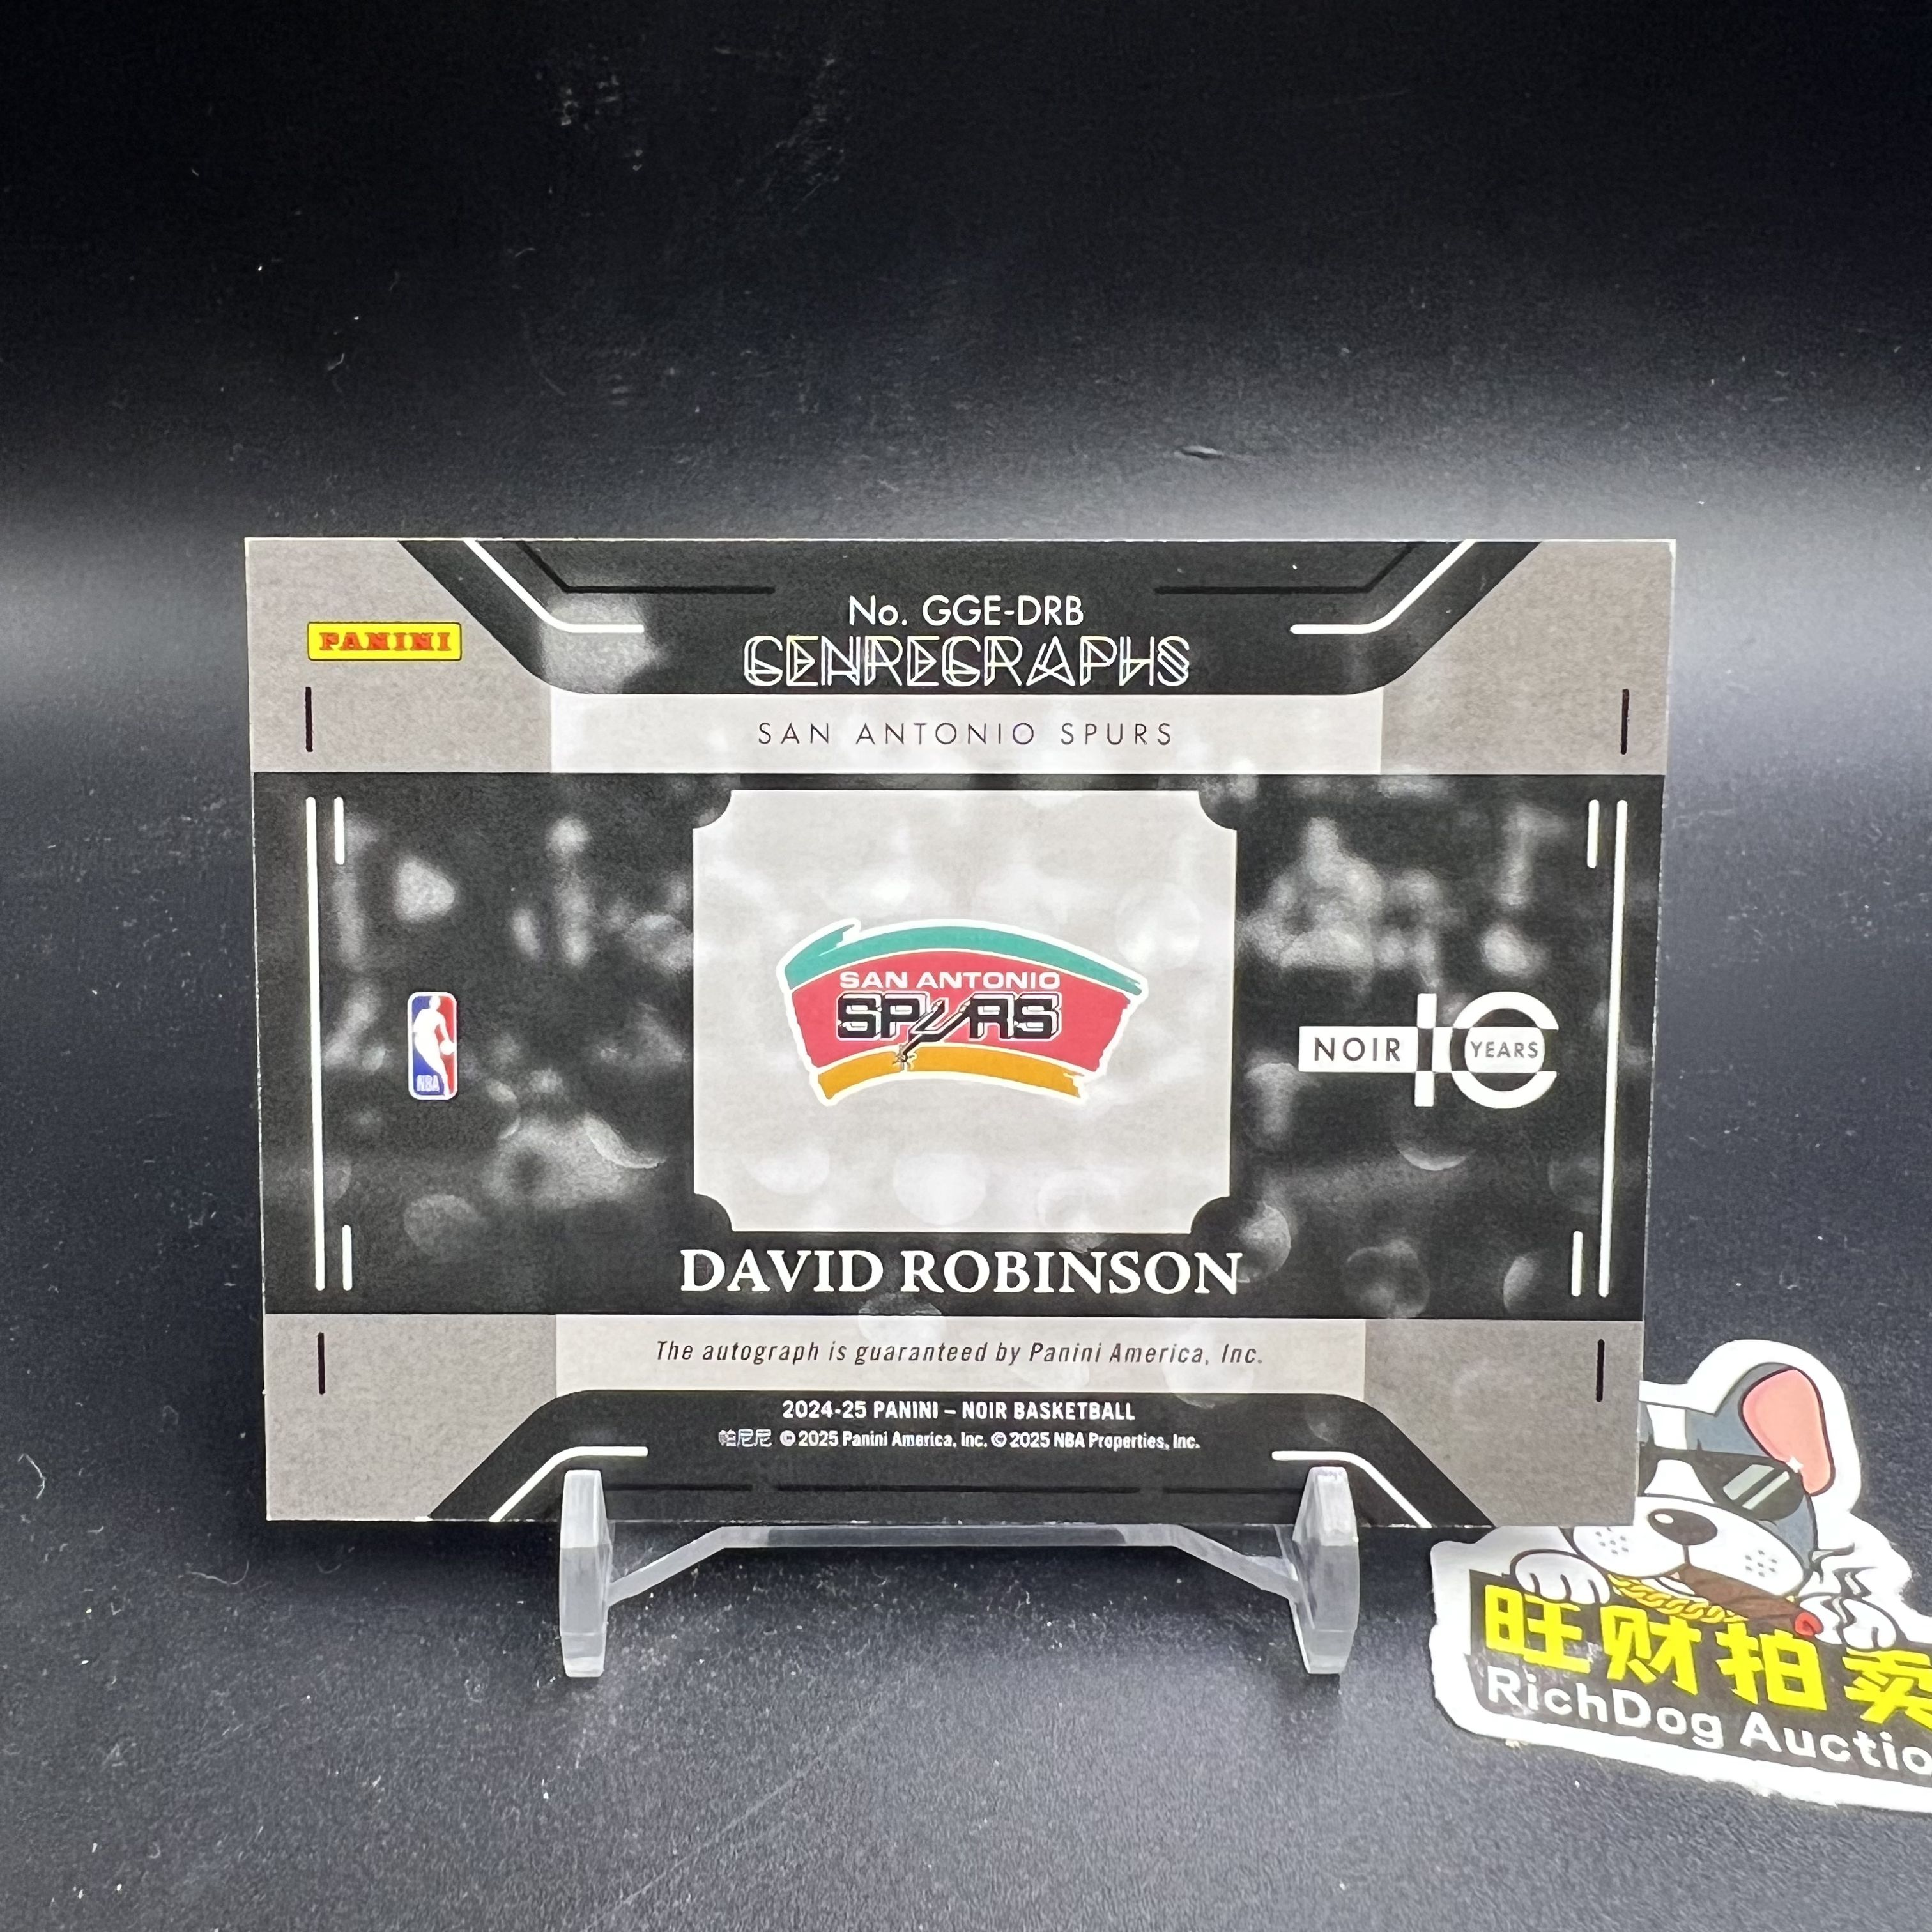 No. GGE-DRB
PANINI
GENREGRAPHS
SAN ANTONIO SPURS
SAN ANTONIO
SPURS
NBA
NOIR 10 YEARS
DAVID ROBINSON
The autograph is guaranteed by Panini America, Inc.
2024-25 PANINI – NOIR BASKETBALL
帕尼尼 © 2025 Panini America, Inc. © 2025 NBA Properties, Inc.
旺财拍卖
RichDog Auctio